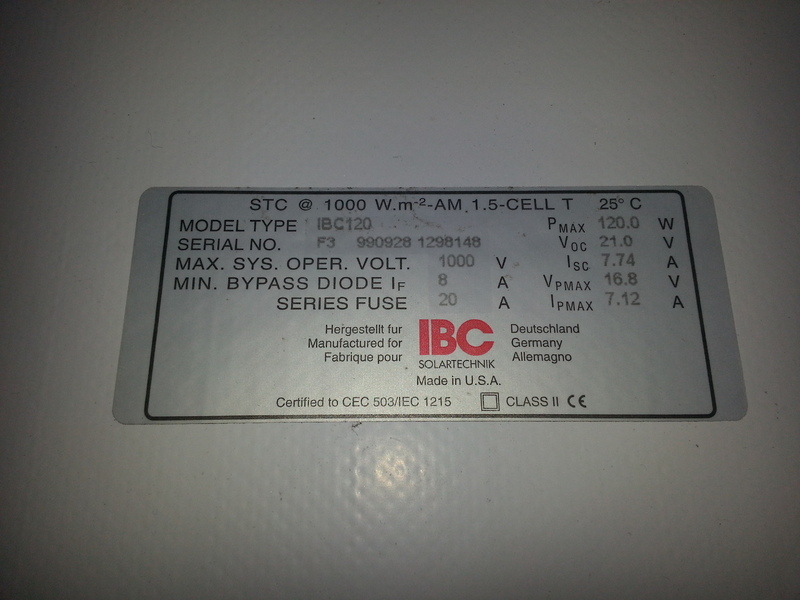 STC @ 1000 W.m⁻²-AM 1.5-CELL T 25° C
MODEL TYPE IBC120
SERIAL NO. F3 990928 1298148
MAX. SYS. OPER. VOLT. 1000 V
MIN. BYPASS DIODE IF 8 A
SERIES FUSE 20 A
PMAX 120.0 W
VOC 21.0 V
ISC 7.74 A
VPMAX 16.8 V
IPMAX 7.12 A
Hergestellt fur
Manufactured for
Fabrique pour
IBC
SOLARTECHNIK
Deutschland
Germany
Allemagno
Made in U.S.A.
Certified to CEC 503/IEC 1215 CLASS II CE